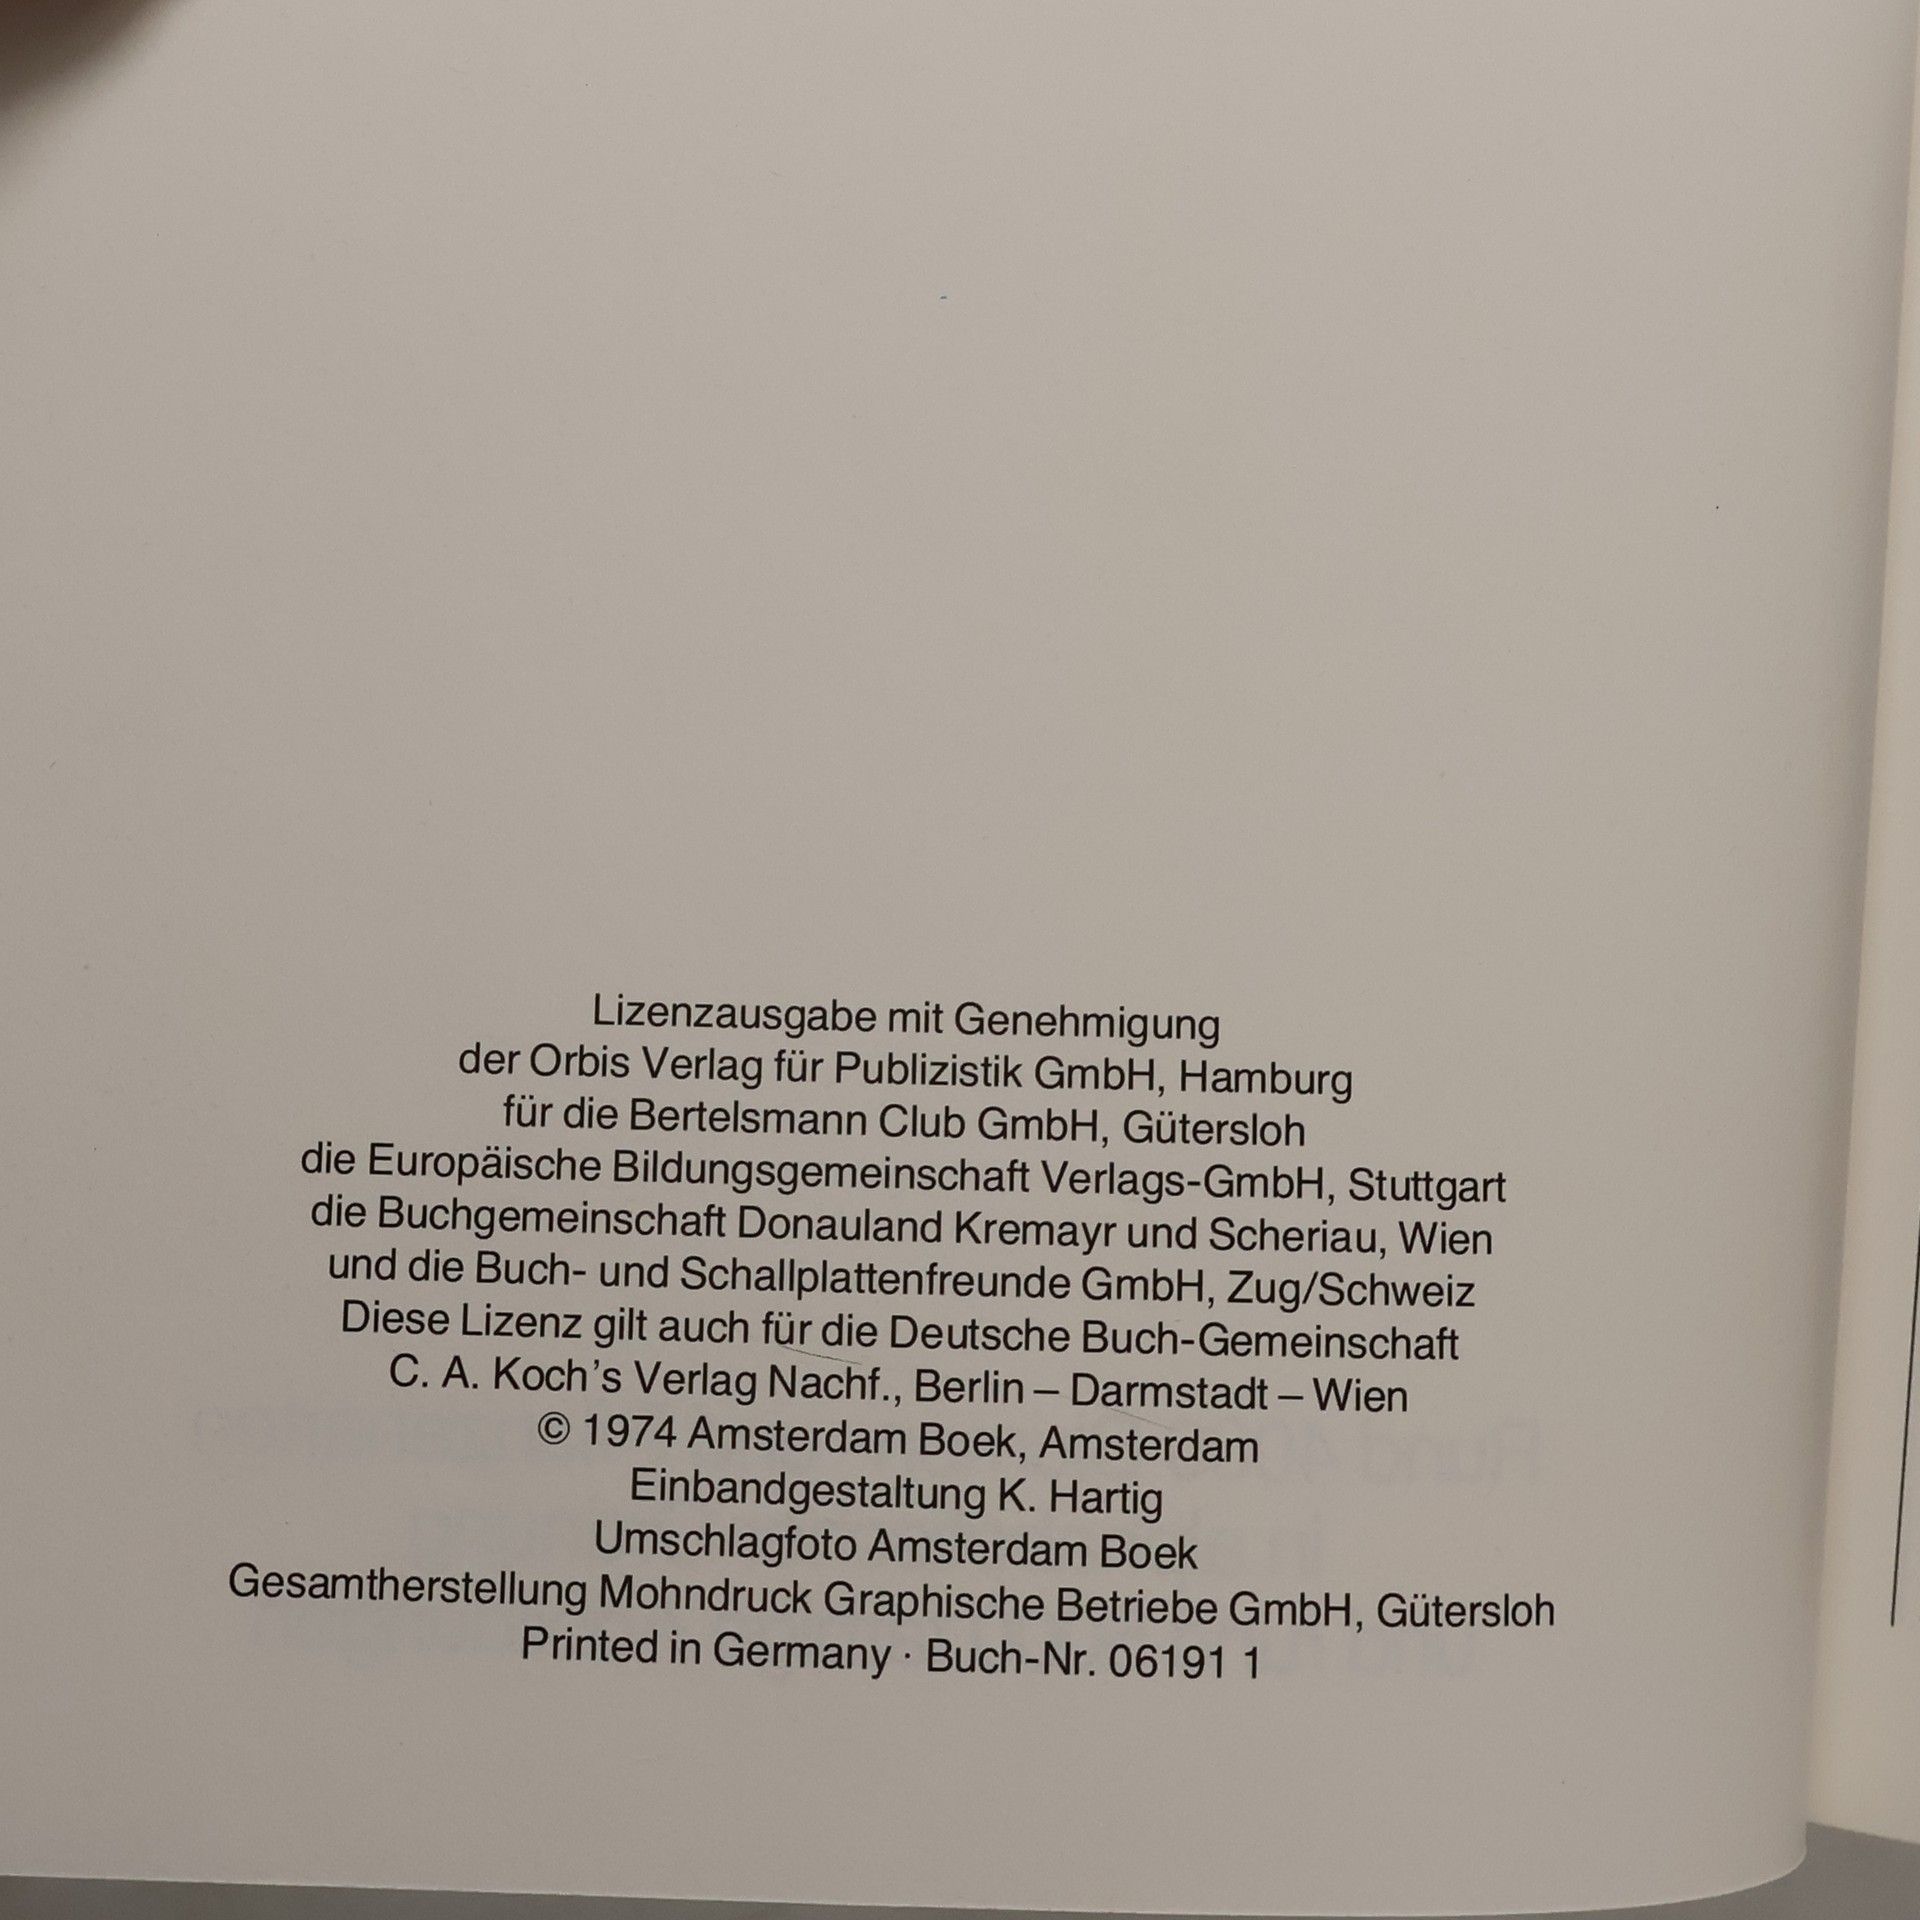 Lizenzausgabe mit Genehmigung
der Orbis Verlag für Publizistik GmbH, Hamburg
für die Bertelsmann Club GmbH, Gütersloh
die Europäische Bildungsgemeinschaft Verlags-GmbH, Stuttgart
die Buchgemeinschaft Donauland Kremayr und Scheriau, Wien
und die Buch- und Schallplattenfreunde GmbH, Zug/Schweiz
Diese Lizenz gilt auch für die Deutsche Buch-Gemeinschaft
C. A. Koch's Verlag Nachf., Berlin – Darmstadt – Wien
© 1974 Amsterdam Boek, Amsterdam
Einbandgestaltung K. Hartig
Umschlagfoto Amsterdam Boek
Gesamtherstellung Mohndruck Graphische Betriebe GmbH, Gütersloh
Printed in Germany · Buch-Nr. 06191 1